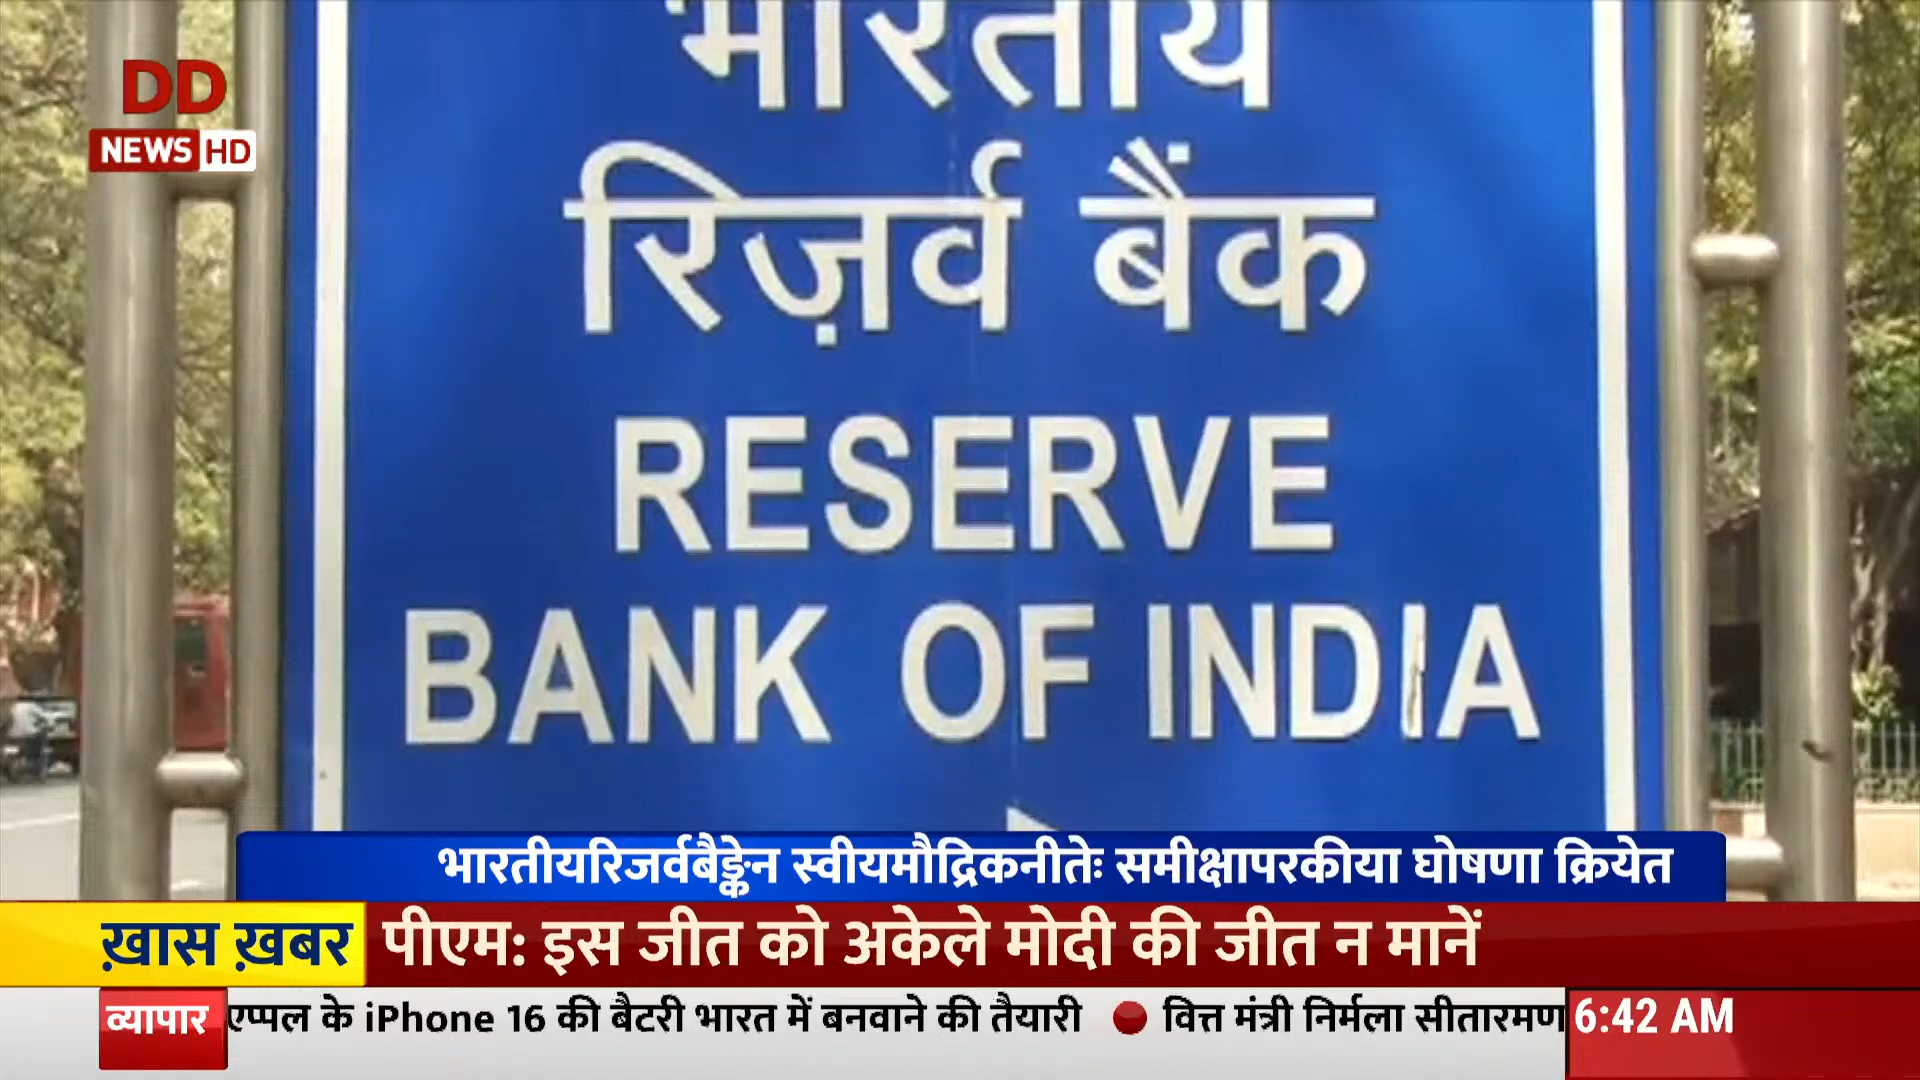 भारतीय
DD
NEWS HD
रिज़र्व बैंक
RESERVE
BANK OF INDIA
भारतीयरिजर्वबैङ्केन स्वीयमौद्रिकनीतेः समीक्षापरकीया घोषणा क्रियेत
ख़ास ख़बर पीएम: इस जीत को अकेले मोदी की जीत न मानें
व्यापार एप्पल के iPhone 16 की बैटरी भारत में बनवाने की तैयारी ● वित्त मंत्री निर्मला सीतारमण 6:42 AM